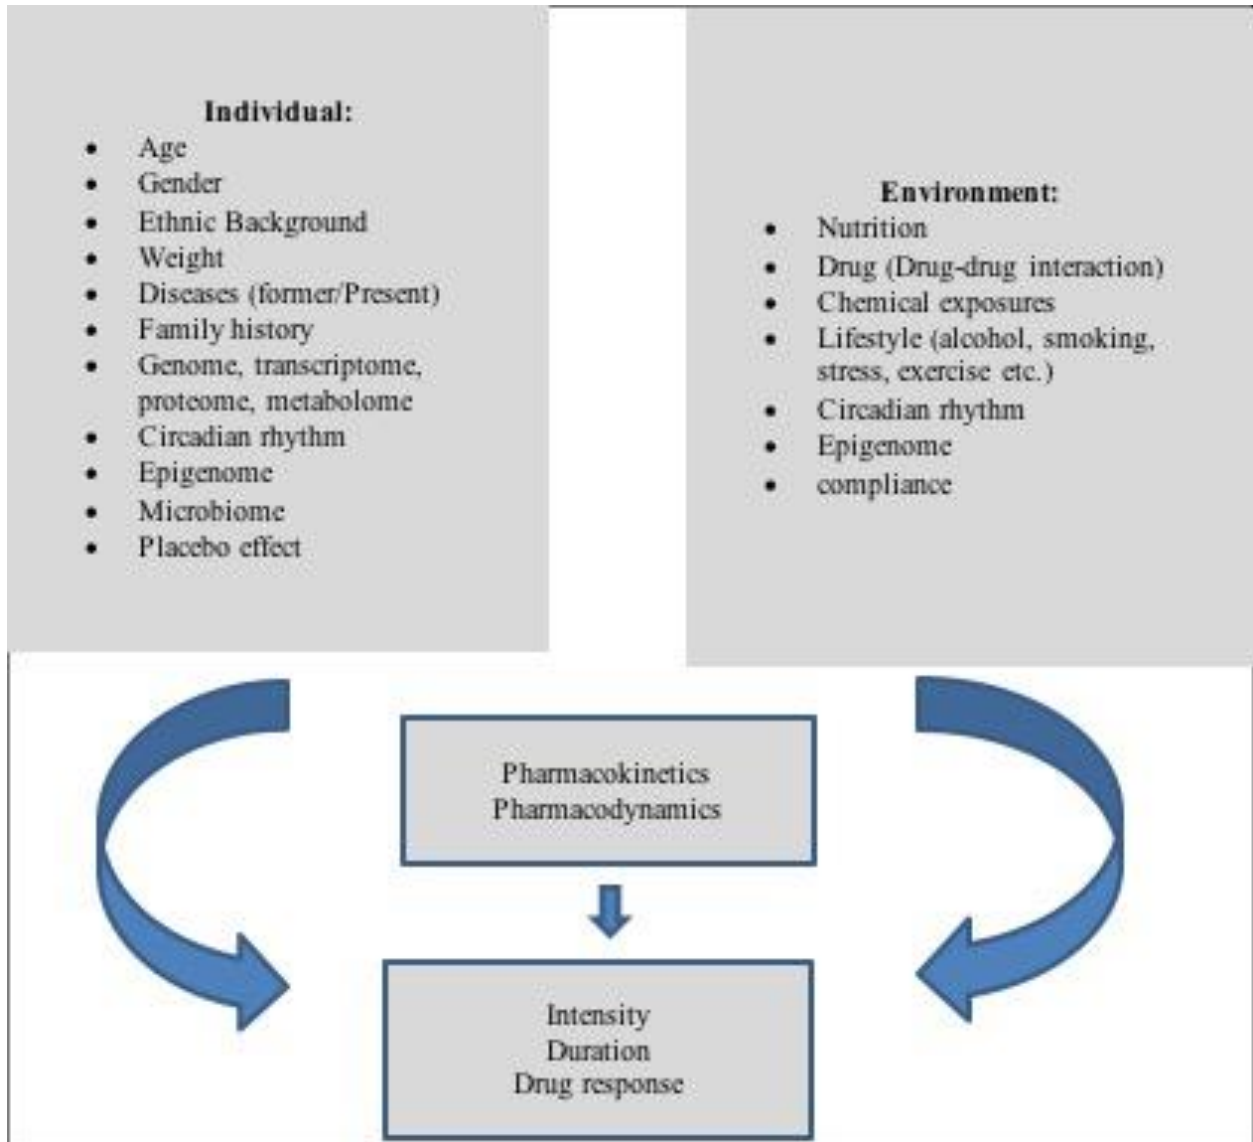 Individual:
• Age
• Gender
• Ethnic Background
• Weight
• Diseases (former/Present)
• Family history
• Genome, transcriptome,
proteome, metabolome
• Circadian rhythm
• Epigenome
• Microbiome
• Placebo effect
Environment:
• Nutrition
• Drug (Drug-drug interaction)
• Chemical exposures
• Lifestyle (alcohol, smoking,
stress, exercise etc.)
• Circadian rhythm
• Epigenome
• compliance
Pharmacokinetics
Pharmacodynamics
Intensity
Duration
Drug response